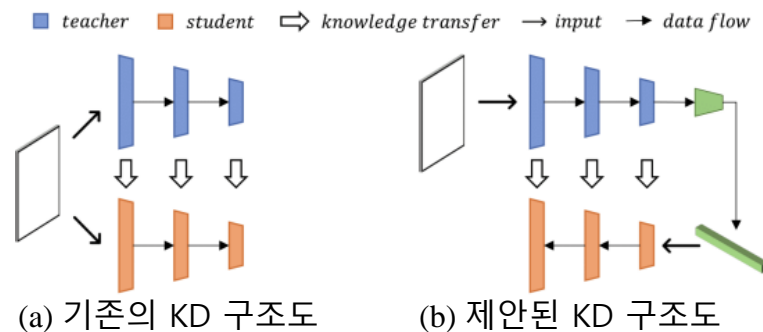 teacher student knowledge transfer input data flow
(a) 기존의 KD 구조도
(b) 제안된 KD 구조도